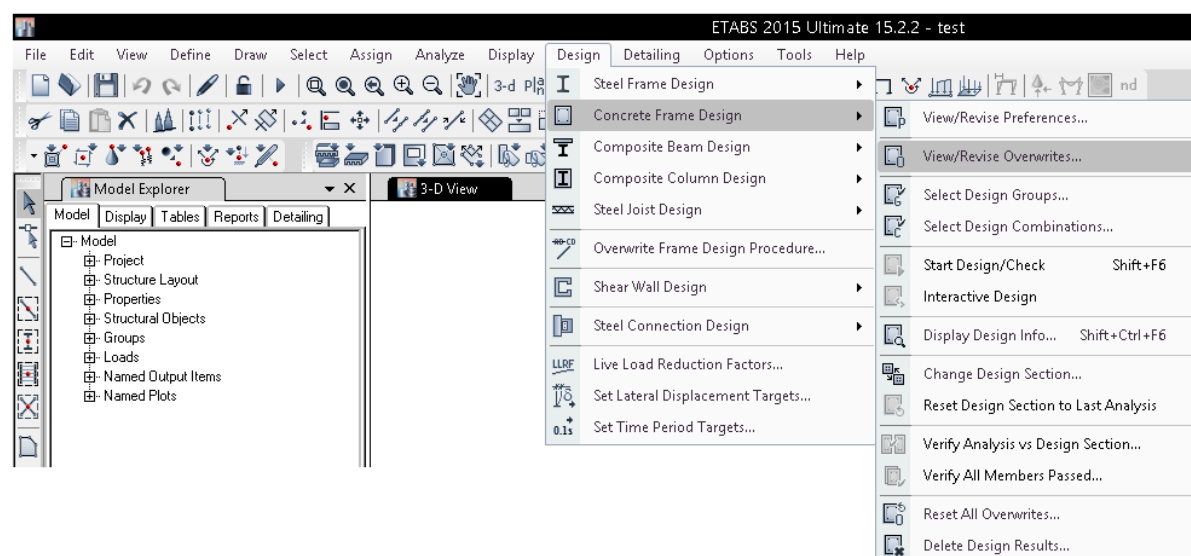 ETABS 2015 Ultimate 15.2.2 - test
File Edit View Define Draw Select Assign Analyze Display Design Detailing Options Tools Help
3-d nd
Model Explorer
3-D View
Model Display Tables Reports Detailing
Model
Project
Structure Layout
Properties
Structural Objects
Groups
Loads
Named Output Items
Named Plots
Steel Frame Design
Concrete Frame Design
Composite Beam Design
Composite Column Design
Steel Joist Design
Overwrite Frame Design Procedure...
Shear Wall Design
Steel Connection Design
LLRF Live Load Reduction Factors...
Set Lateral Displacement Targets...
0.1s Set Time Period Targets...
View/Revise Preferences...
View/Revise Overwrites...
Select Design Groups...
Select Design Combinations...
Start Design/Check Shift+F6
Interactive Design
Display Design Info... Shift+Ctrl+F6
Change Design Section...
Reset Design Section to Last Analysis
Verify Analysis vs Design Section...
Verify All Members Passed...
Reset All Overwrites...
Delete Design Results...